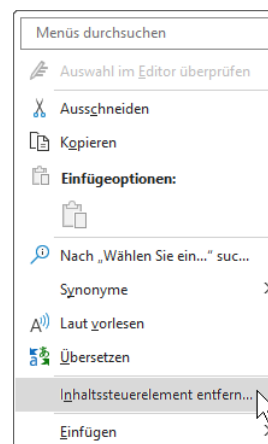 Menüs durchsuchen
Auswahl im Editor überprüfen
Ausschneiden
Kopieren
Einfügeoptionen:
Nach „Wählen Sie ein..." suc...
Synonyme
Laut vorlesen
Übersetzen
Inhaltssteuerelement entfern...
Einfügen